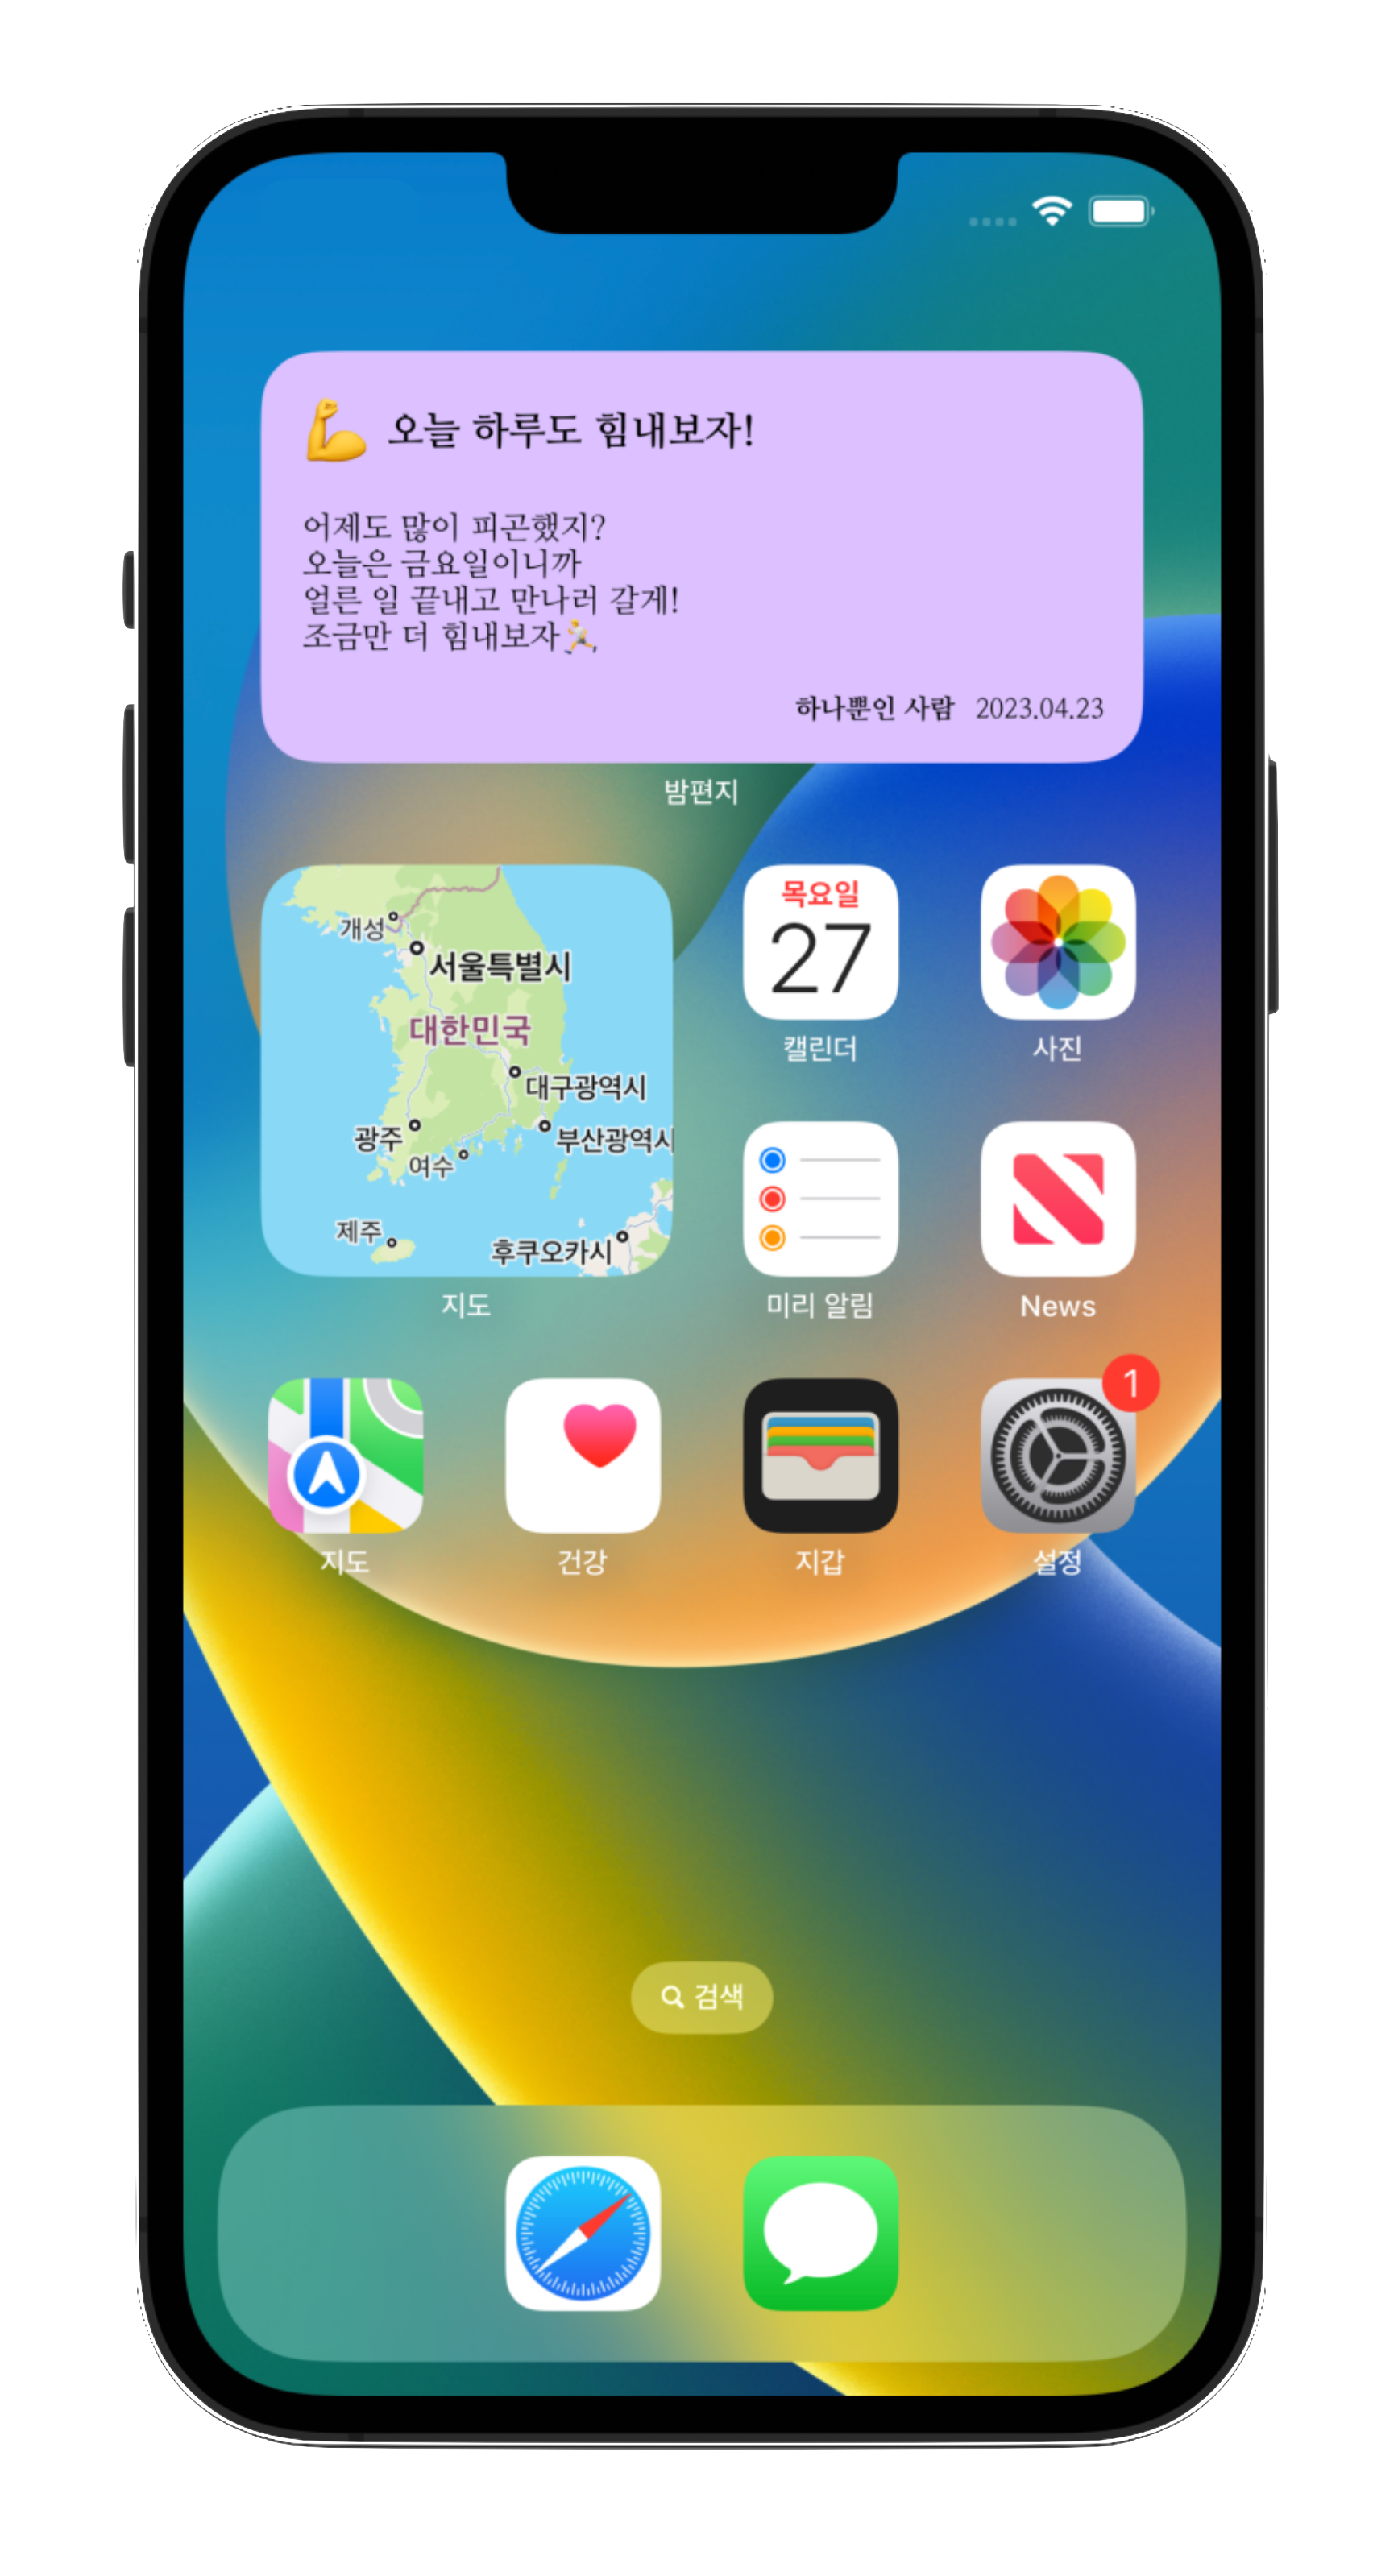 오늘 하루도 힘내보자!
어제도 많이 피곤했지?
오늘은 금요일이니까
얼른 일 끝내고 만나러 갈게!
조금만 더 힘내보자
하나뿐인 사람 2023.04.23
밤편지
개성
서울특별시
대한민국
대구광역시
광주
부산광역시
여수
제주
후쿠오카시
지도
목요일
27
캘린더
사진
미리 알림
News
1
지도
건강
지갑
설정
검색